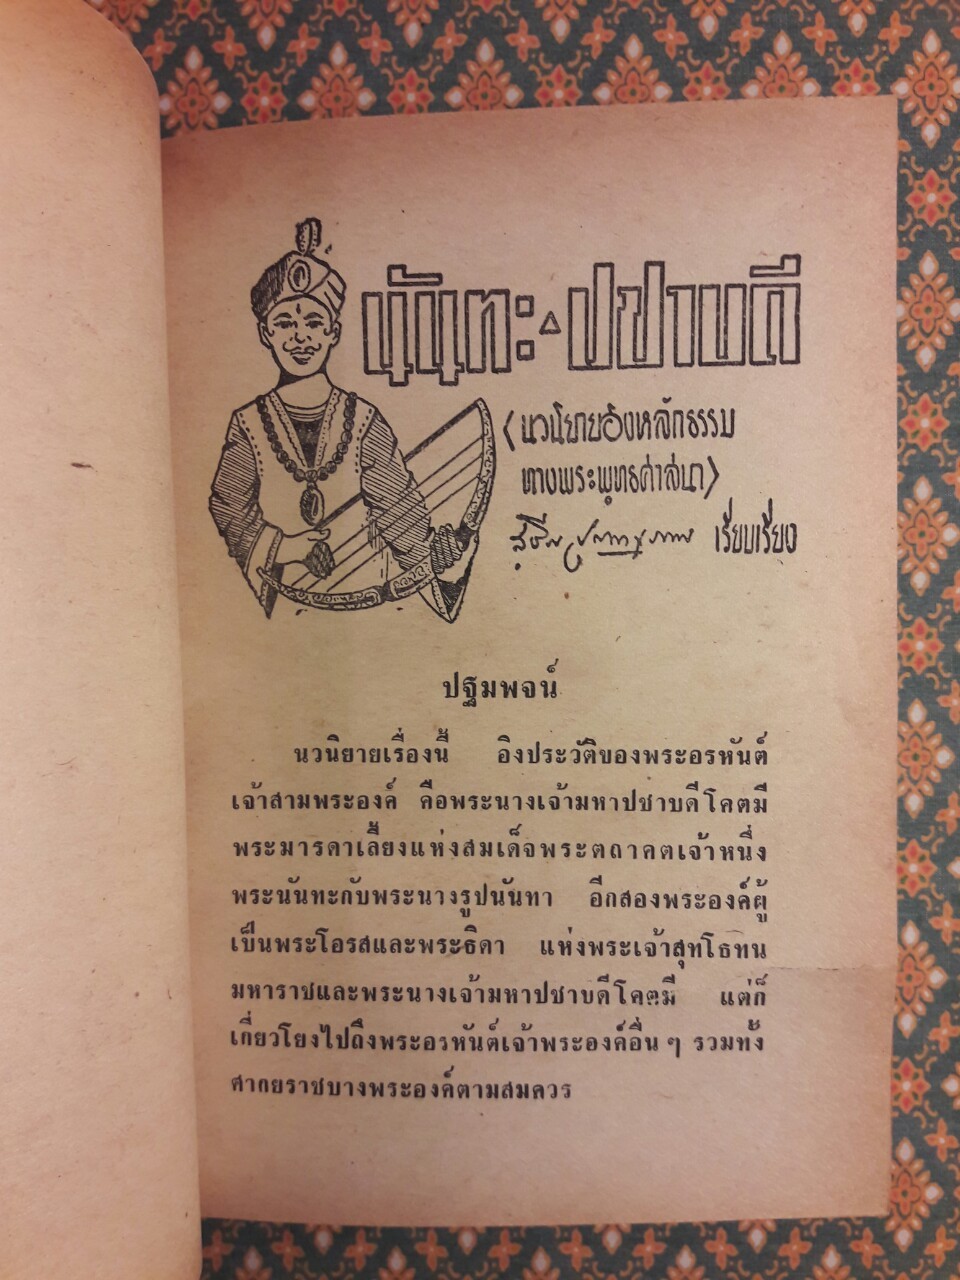 นันทะ-ปชาบดี
(นวนิยายอิงหลักธรรม
ทางพระพุทธศาสนา)
เรียบเรียง
ปฐมพจน์
นวนิยายเรื่องนี้ อิงประวัติของพระอรหันต์
เจ้าสามพระองค์ คือพระนางเจ้ามหาปชาบดีโคตมี
พระมารดาเลี้ยงแห่งสมเด็จพระตถาคตเจ้าหนึ่ง
พระนันทะกับพระนางรูปนันทา อีกสองพระองค์ผู้
เป็นพระโอรสและพระธิดา แห่งพระเจ้าสุทโธทน
มหาราชและพระนางเจ้ามหาปชาบดีโคตมี แต่ก็
เกี่ยวโยงไปถึงพระอรหันต์เจ้าพระองค์อื่น ๆ รวมทั้ง
ศากยราชบางพระองค์ตามสมควร